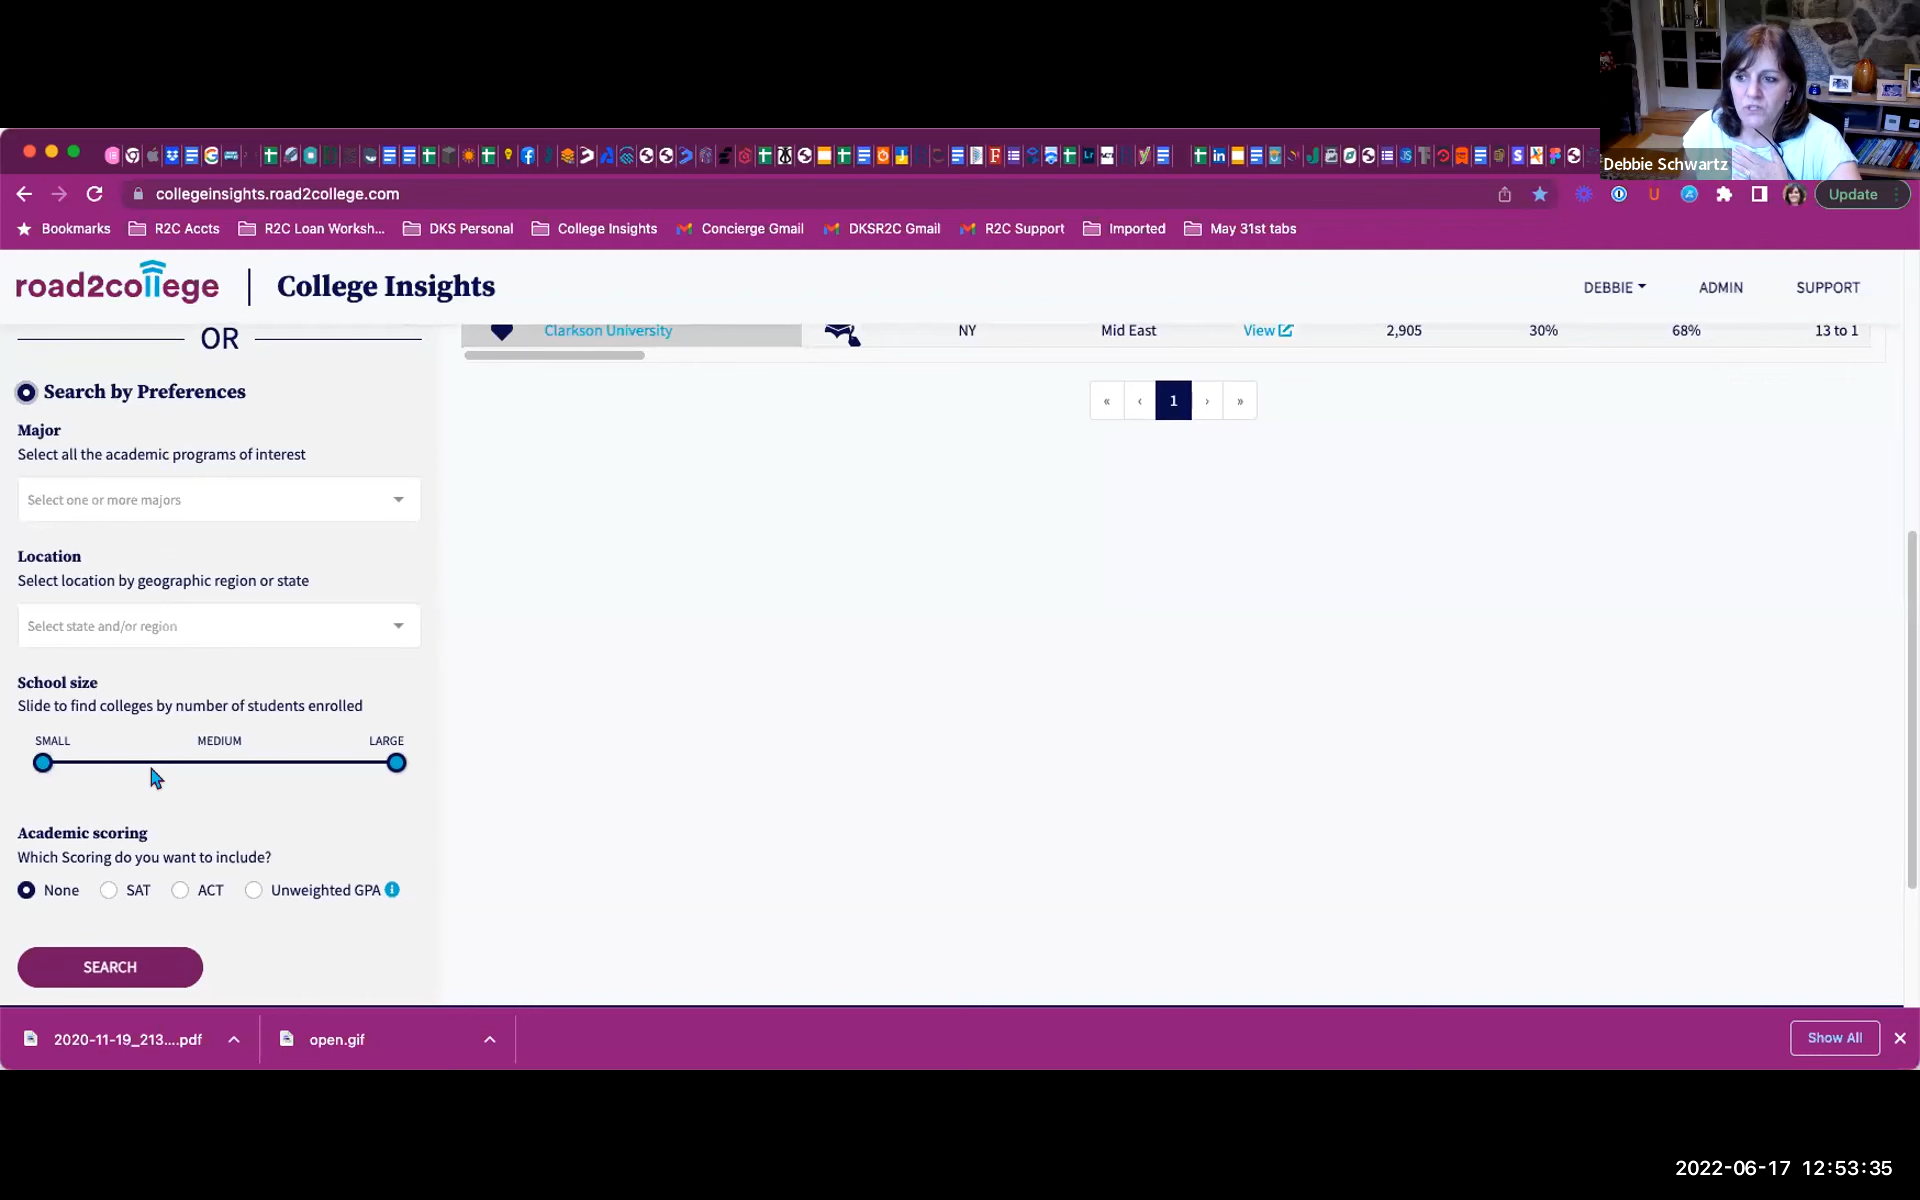 Debbie Schwartz
collegeinsights.road2college.com
Update
Bookmarks R2C Accts R2C Loan Worksh... DKS Personal College Insights Concierge Gmail DKSR2C Gmail R2C Support Imported May 31st tabs
road2college | College Insights
DEBBIE ADMIN SUPPORT
Clarkson University NY Mid East View 2,905 30% 68% 13 to 1
OR
« ‹ 1 › »
Search by Preferences
Major
Select all the academic programs of interest
Select one or more majors
Location
Select location by geographic region or state
Select state and/or region
School size
Slide to find colleges by number of students enrolled
SMALL MEDIUM LARGE
Academic scoring
Which Scoring do you want to include?
None SAT ACT Unweighted GPA
SEARCH
2020-11-19_213....pdf open.gif Show All
2022-06-17 12:53:35